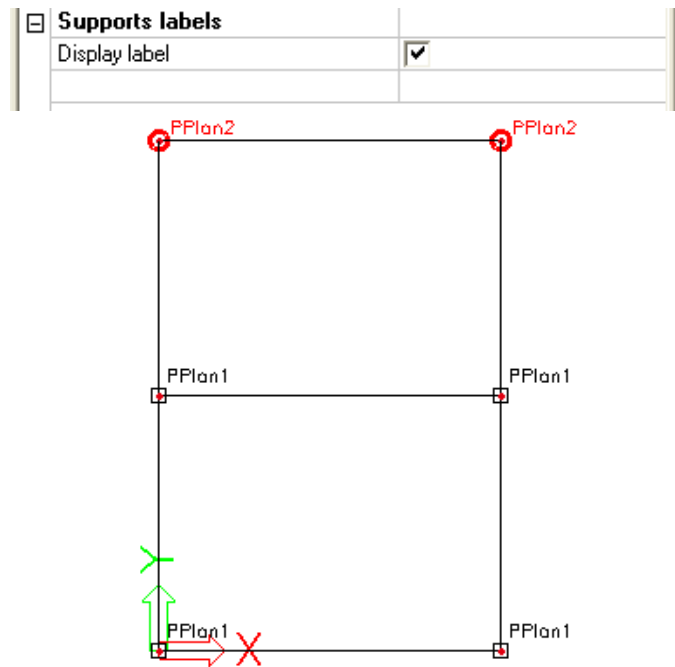 Supports labels
Display label
PPlan2 PPlan2
PPlan1 PPlan1
Y
PPlan1 PPlan1
X